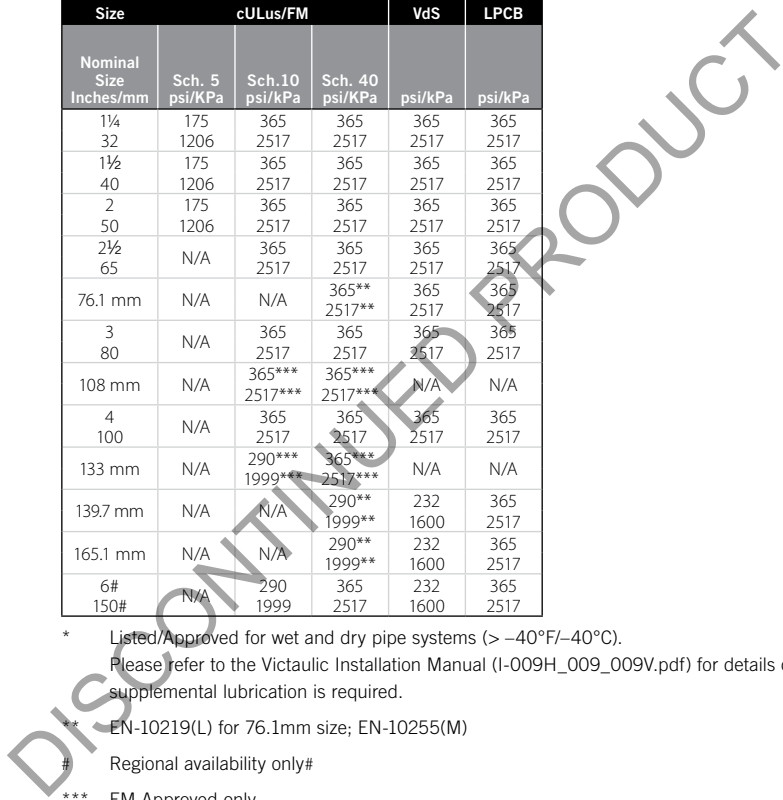 Size cULus/FM VdS LPCB
Nominal
Size
Inches/mm Sch. 5
psi/KPa Sch.10
psi/kPa Sch. 40
psi/KPa psi/kPa psi/kPa
1¼ 175 365 365 365 365
32 1206 2517 2517 2517 2517
1½ 175 365 365 365 365
40 1206 2517 2517 2517 2517
2 175 365 365 365 365
50 1206 2517 2517 2517 2517
2½ N/A 365 365 365 365
65 2517 2517 2517 2517
76.1 mm N/A N/A 365** 365 365
2517** 2517 2517
3 N/A 365 365 365 365
80 2517 2517 2517 2517
108 mm N/A 365*** 365*** N/A N/A
2517*** 2517***
4 N/A 365 365 365 365
100 2517 2517 2517 2517
133 mm N/A 290*** 365*** N/A N/A
1999*** 2517***
139.7 mm N/A N/A 290** 232 365
1999** 1600 2517
165.1 mm N/A N/A 290** 232 365
1999** 1600 2517
6# N/A 290 365 232 365
150# 1999 2517 1600 2517
* Listed/Approved for wet and dry pipe systems (> –40°F/–40°C).
Please refer to the Victaulic Installation Manual (I-009H_009_009V.pdf) for details
supplemental lubrication is required.
** EN-10219(L) for 76.1mm size; EN-10255(M)
# Regional availability only#
*** FM Approved only
DISCONTINUED PRODUCT